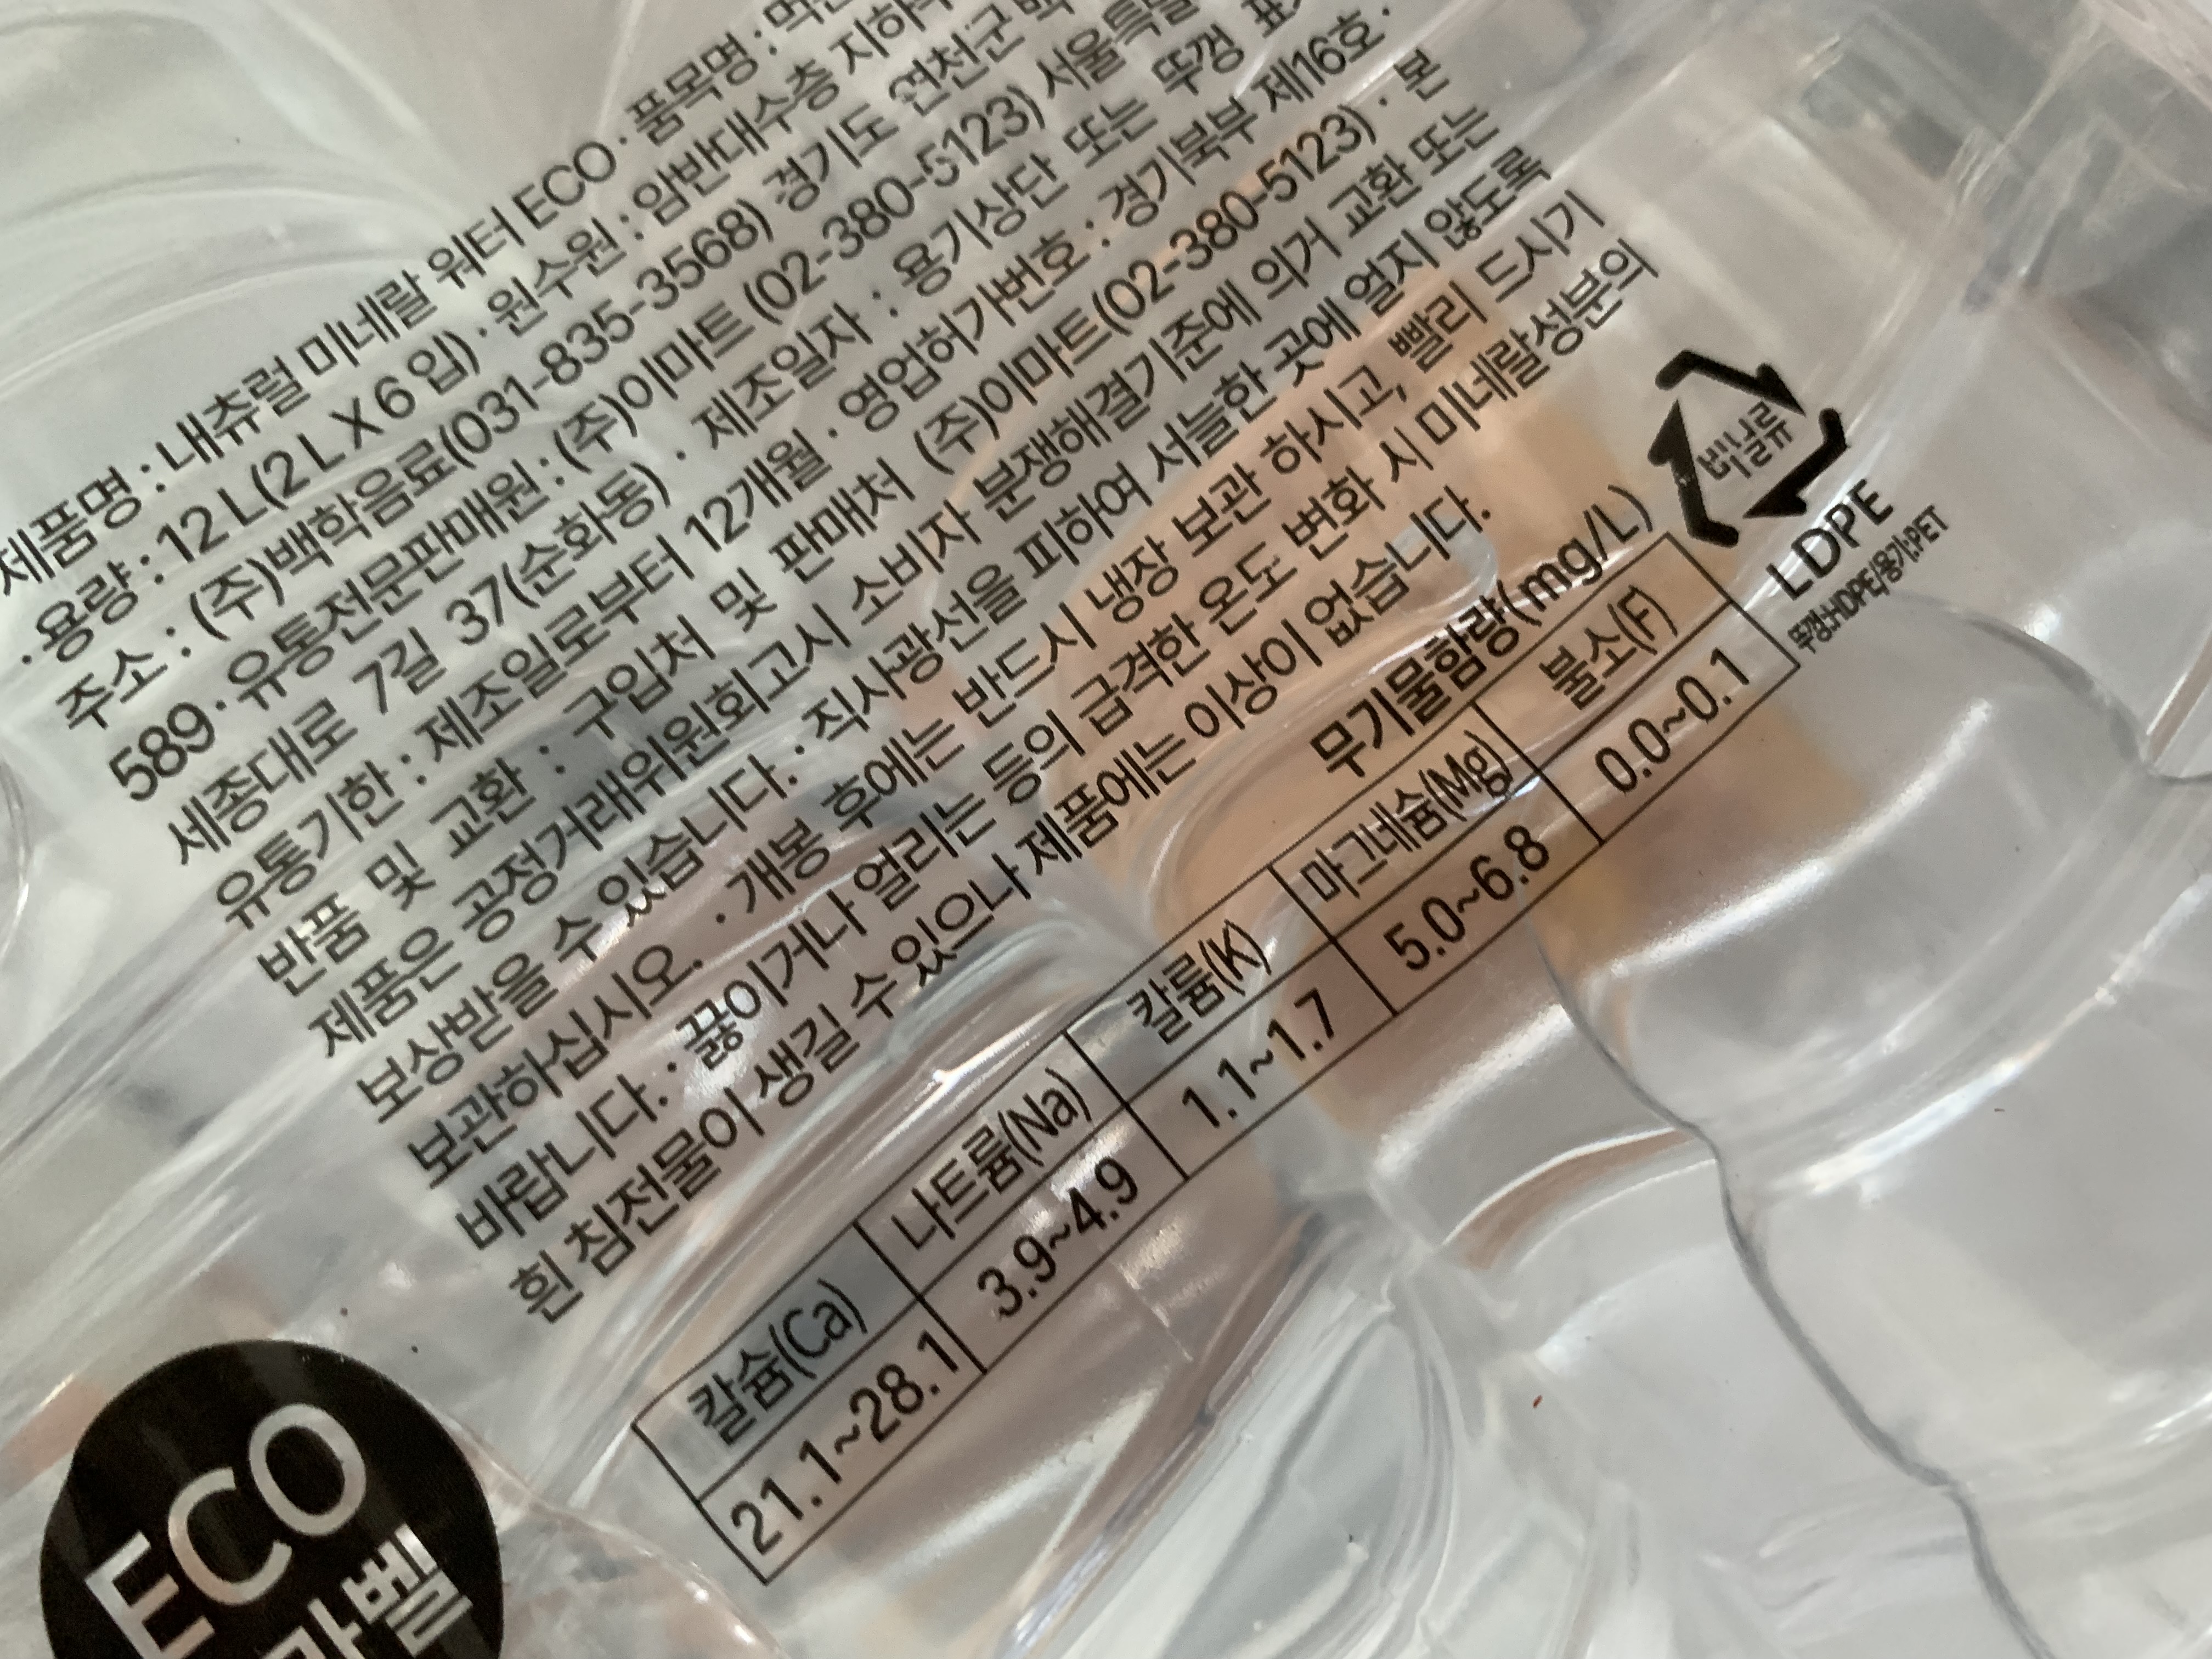 제품명 : 내츄럴 미네랄 워터 ECO · 품목명 :
· 용량 : 12 L(2 L X 6 입) · 원수원 : 암반대수층
주소 : (주)백학음료(031-835-3568) 경기도 연천군
589 · 유통전문판매원 : (주)이마트 (02-380-5123) 서울특별
세종대로 7길 37(순화동) · 제조일자 : 용기상단 또는 뚜껑
유통기한 : 제조일로부터 12개월 · 영업허가번호 : 경기북부 제16호 ·
반품 및 교환 : 구입처 및 판매처 (주)이마트(02-380-5123) · 본
제품은 공정거래위원회고시 소비자 분쟁해결기준에 의거 교환 또는
보상받을 수 있습니다. · 직사광선을 피하여 서늘한 곳에 얼지 않도록
보관하십시오. · 개봉 후에는 반드시 냉장 보관 하시고, 빨리 드시기
바랍니다. · 끓이거나 얼리는 등의 급격한 온도 변화 시 미네랄성분의
흰 침전물이 생길 수 있으나 제품에는 이상이 없습니다.
무기물함량(mg/L)
칼슘(Ca) 나트륨(Na) 칼륨(K) 마그네슘(Mg) 불소(F)
21.1~28.1 3.9~4.9 1.1~1.7 5.0~6.8 0.0~0.1
비닐류
LDPE
뚜껑:HDPE/용기:PET
ECO
라벨